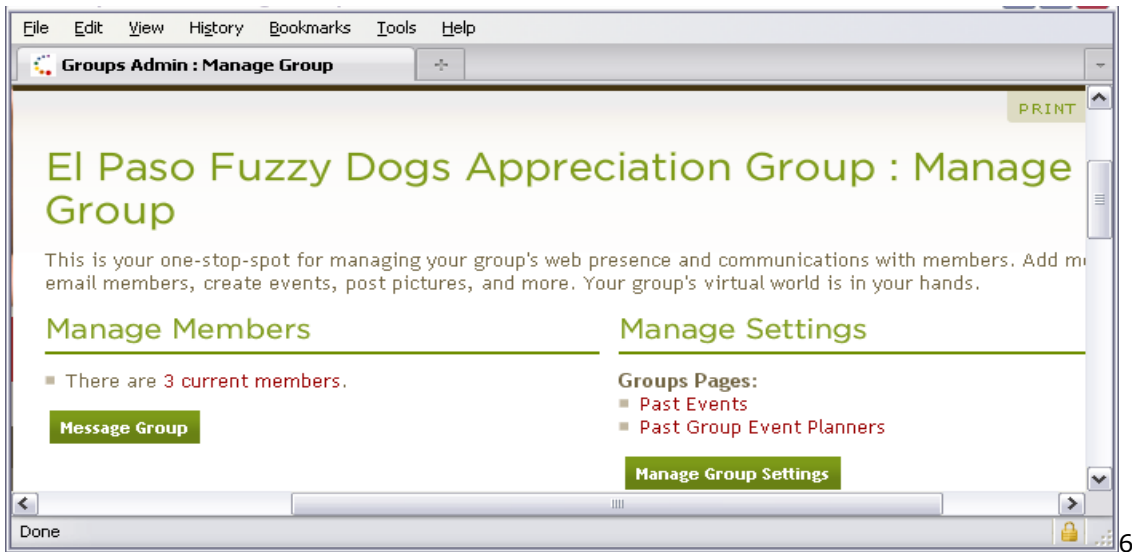 File Edit View History Bookmarks Tools Help
Groups Admin : Manage Group
PRINT
El Paso Fuzzy Dogs Appreciation Group : Manage
Group
This is your one-stop-spot for managing your group's web presence and communications with members. Add
email members, create events, post pictures, and more. Your group's virtual world is in your hands.
Manage Members
There are 3 current members.
Message Group
Manage Settings
Groups Pages:
Past Events
Past Group Event Planners
Manage Group Settings
Done
6